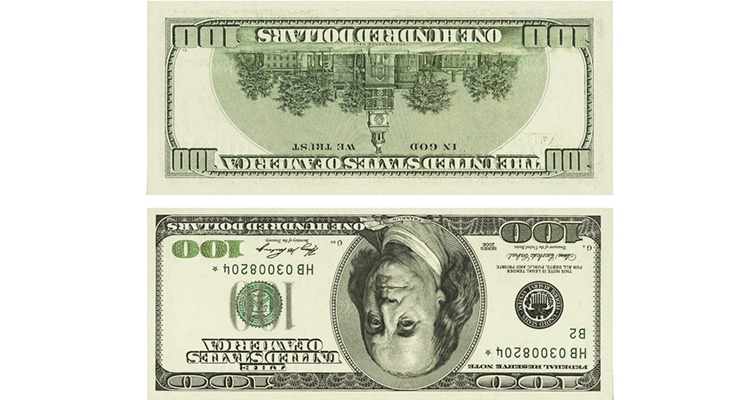 100 100
THE UNITED STATES OF AMERICA
IN GOD WE TRUST
INDEPENDENCE HALL
ONE HUNDRED DOLLARS
100 100
100 FEDERAL RESERVE NOTE 100
THE
UNITED STATES
OF AMERICA
HB 03008204 *
B2
100
THIS NOTE IS LEGAL TENDER
FOR ALL DEBTS, PUBLIC AND PRIVATE
HB 03008204 *
Treasurer of the United States.
SERIES
2006
Secretary of the Treasury.
100
FRANKLIN
100
ONE HUNDRED DOLLARS